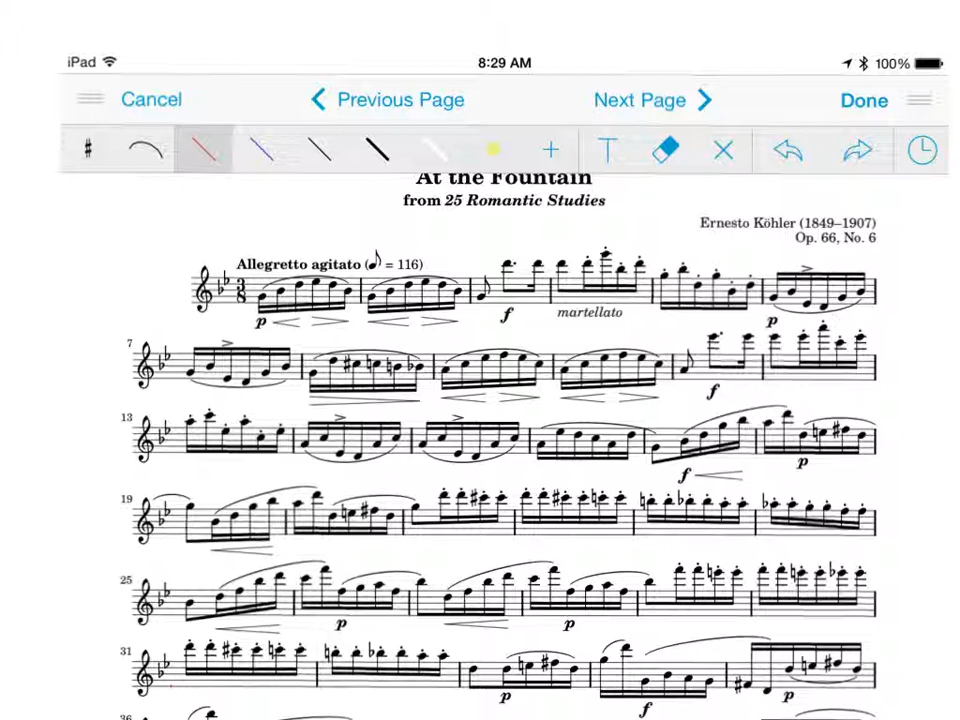 iPad 8:29 AM 100%
Cancel Previous Page Next Page Done
T
At the Fountain
from 25 Romantic Studies
Ernesto Köhler (1849–1907)
Op. 66, No. 6
Allegretto agitato (♪ = 116)
3
8
p f martellato p
7
f
13
f p
19
25
p p
31
p f p
36